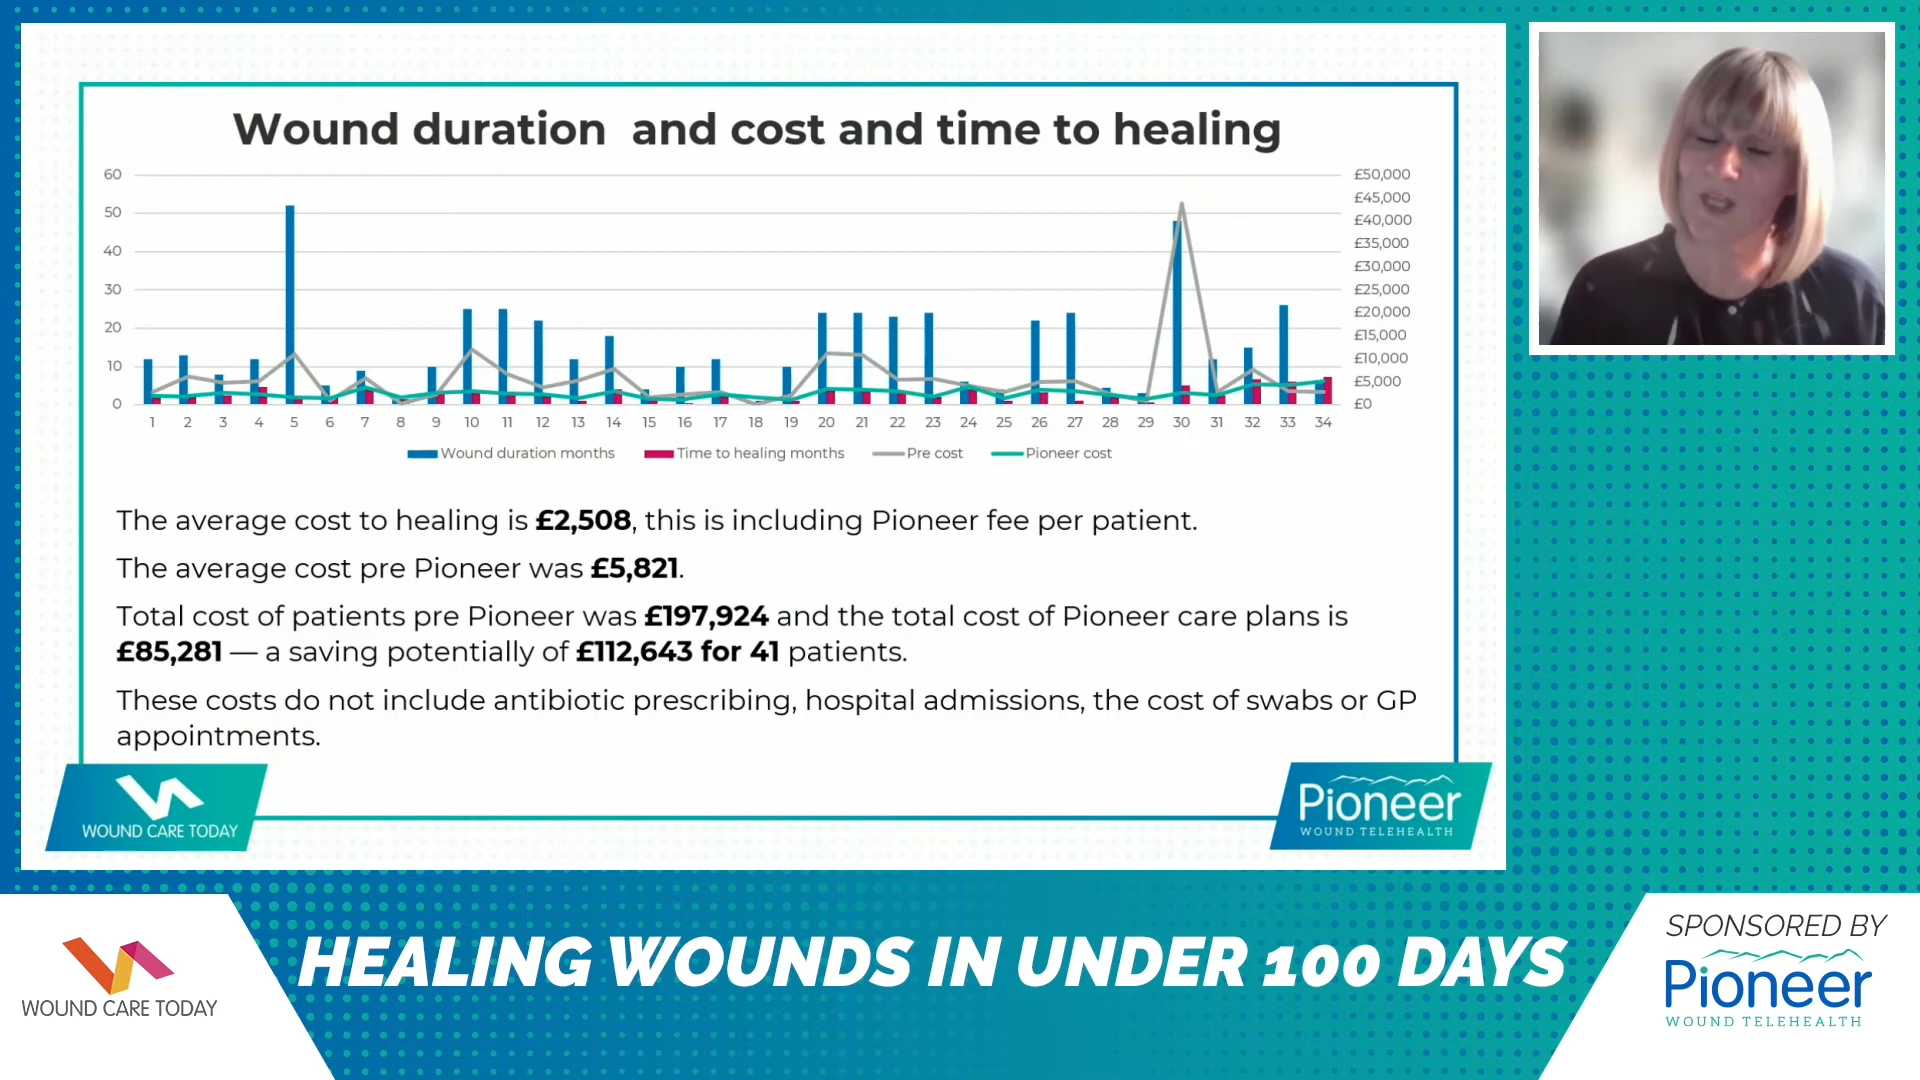 Wound duration  and cost and time to healing
60
50
40
30
20
10
0
£50,000
£45,000
£40,000
£35,000
£30,000
£25,000
£20,000
£15,000
£10,000
£5,000
£0
1 2 3 4 5 6 7 8 9 10 11 12 13 14 15 16 17 18 19 20 21 22 23 24 25 26 27 28 29 30 31 32 33 34
Wound duration months Time to healing months Pre cost Pioneer cost
The average cost to healing is £2,508, this is including Pioneer fee per patient.
The average cost pre Pioneer was £5,821.
Total cost of patients pre Pioneer was £197,924 and the total cost of Pioneer care plans is
£85,281 — a saving potentially of £112,643 for 41 patients.
These costs do not include antibiotic prescribing, hospital admissions, the cost of swabs or GP
appointments.
WOUND CARE TODAY
Pioneer
WOUND TELEHEALTH
WOUND CARE TODAY
HEALING WOUNDS IN UNDER 100 DAYS
SPONSORED BY
Pioneer
WOUND TELEHEALTH